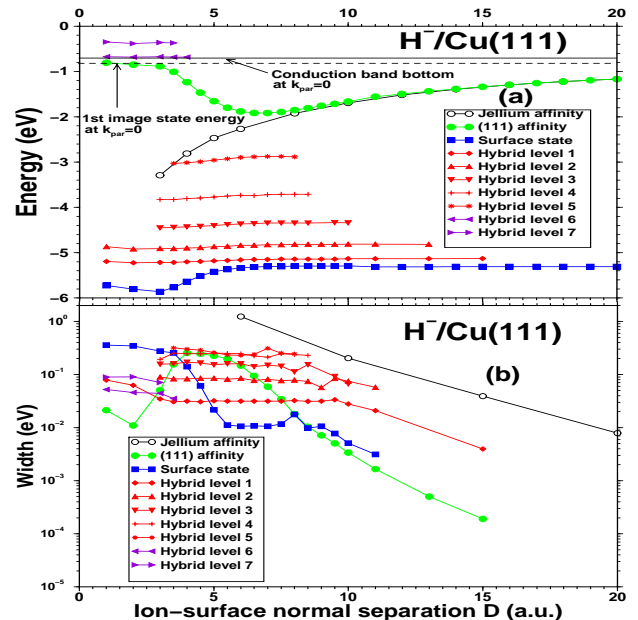 H⁻/Cu(111)
Conduction band bottom
at k_par=0
(a)
1st image state energy
at k_par=0
Jellium affinity
(111) affinity
Surface state
Hybrid level 1
Hybrid level 2
Hybrid level 3
Hybrid level 4
Hybrid level 5
Hybrid level 6
Hybrid level 7
Energy (eV)
0
−1
−2
−3
−4
−5
−6
0 5 10 15 20
H⁻/Cu(111)
(b)
Jellium affinity
(111) affinity
Surface state
Hybrid level 1
Hybrid level 2
Hybrid level 3
Hybrid level 4
Hybrid level 5
Hybrid level 6
Hybrid level 7
Width (eV)
10⁰
10⁻¹
10⁻²
10⁻³
10⁻⁴
10⁻⁵
0 5 10 15 20
Ion−surface normal separation D (a.u.)